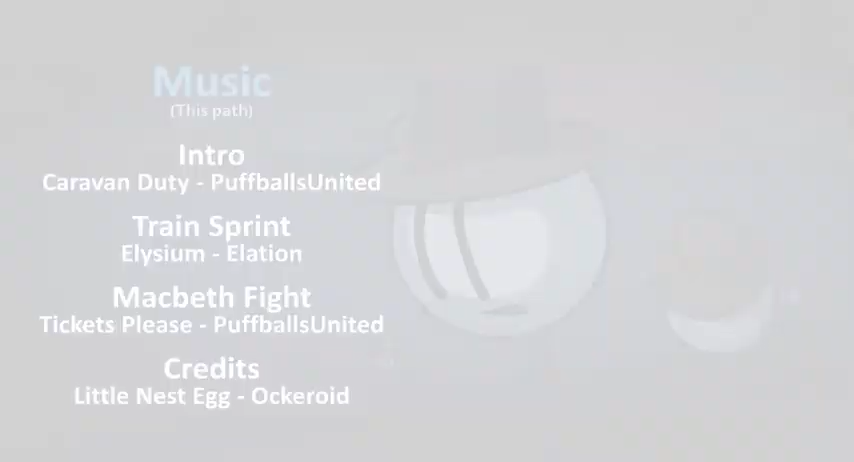 Music
(This path)
Intro
Caravan Duty - PuffballsUnited
Train Sprint
Elysium - Elation
Macbeth Fight
Tickets Please - PuffballsUnited
Credits
Little Nest Egg - Ockeroid